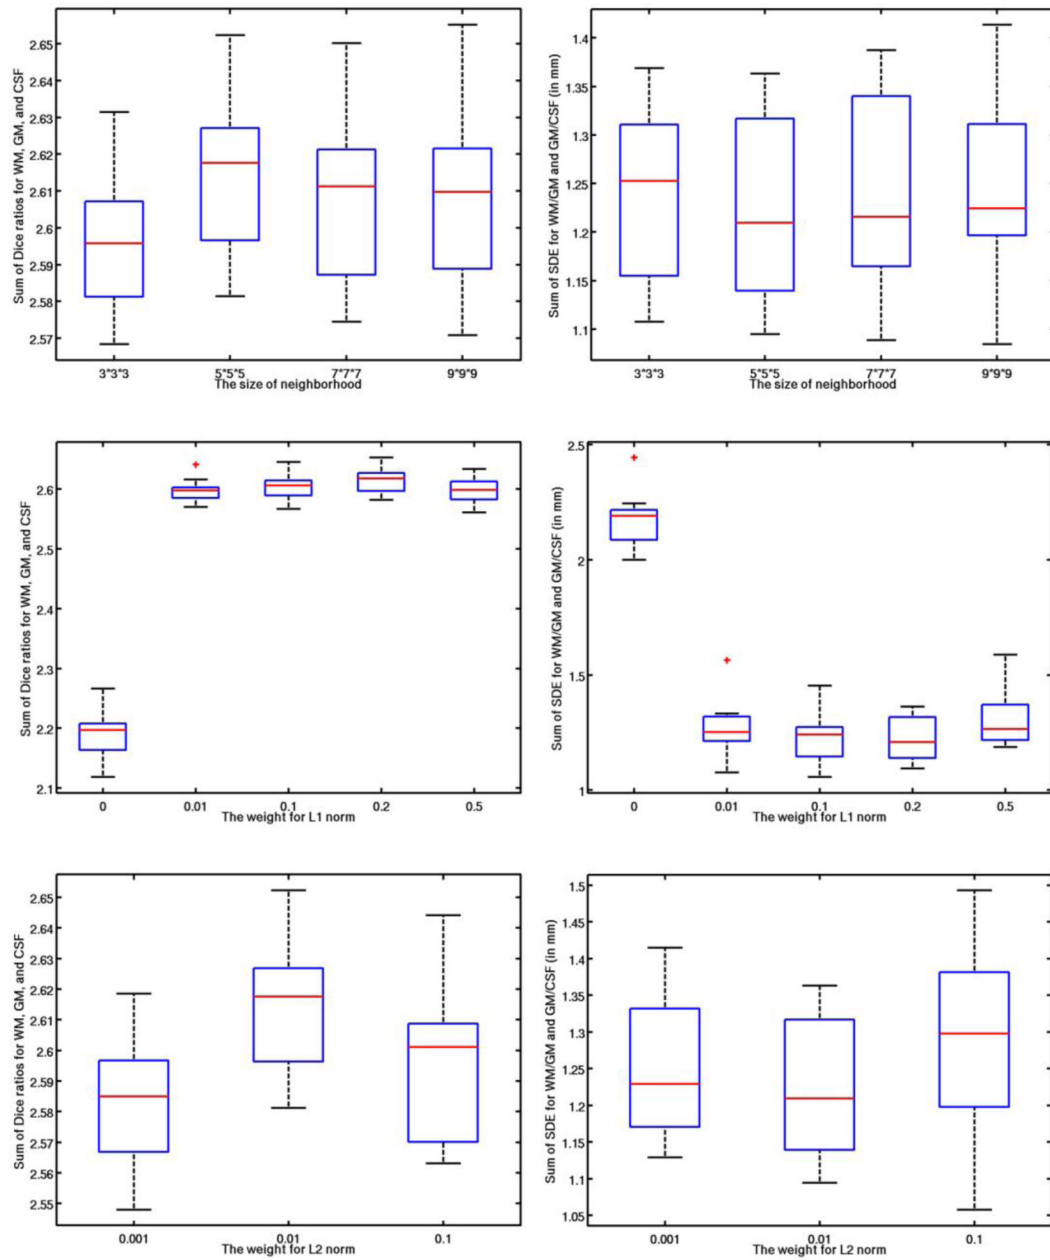 Sum of Dice ratios for WM, GM, and CSF
2.65
2.64
2.63
2.62
2.61
2.6
2.59
2.58
2.57
3*3*3 5*5*5 7*7*7 9*9*9
The size of neighborhood
Sum of SDE for WM/GM and GM/CSF (in mm)
1.4
1.35
1.3
1.25
1.2
1.15
1.1
3*3*3 5*5*5 7*7*7 9*9*9
The size of neighborhood
Sum of Dice ratios for WM, GM, and CSF
2.6
2.5
2.4
2.3
2.2
2.1
0 0.01 0.1 0.2 0.5
The weight for L1 norm
Sum of SDE for WM/GM and GM/CSF (in mm)
2.5
2
1.5
1
0 0.01 0.1 0.2 0.5
The weight for L1 norm
Sum of Dice ratios for WM, GM, and CSF
2.65
2.64
2.63
2.62
2.61
2.6
2.59
2.58
2.57
2.56
2.55
0.001 0.01 0.1
The weight for L2 norm
Sum of SDE for WM/GM and GM/CSF (in mm)
1.5
1.45
1.4
1.35
1.3
1.25
1.2
1.15
1.1
1.05
0.001 0.01 0.1
The weight for L2 norm